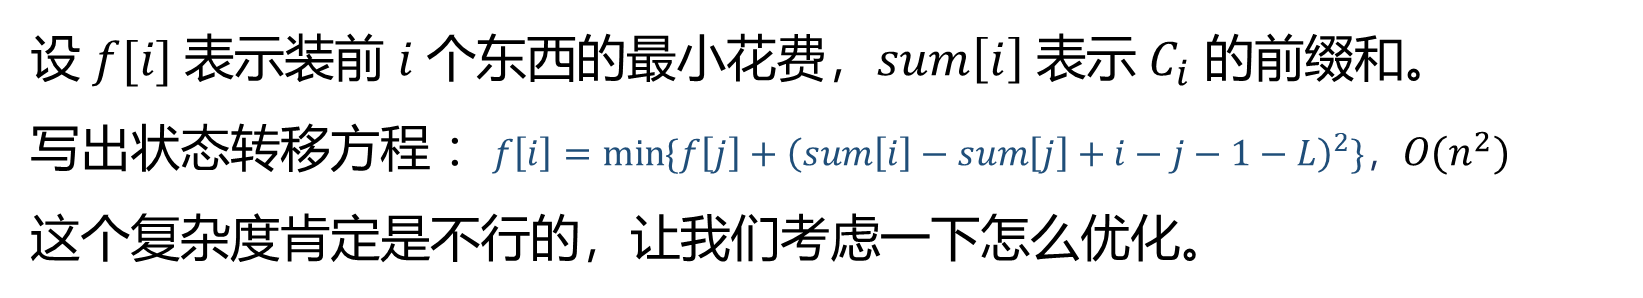 设 f[i] 表示装前 i 个东西的最小花费，sum[i] 表示 Cᵢ 的前缀和。
写出状态转移方程： f[i] = min{f[j] + (sum[i] − sum[j] + i − j − 1 − L)²}，O(n²)
这个复杂度肯定是不行的，让我们考虑一下怎么优化。